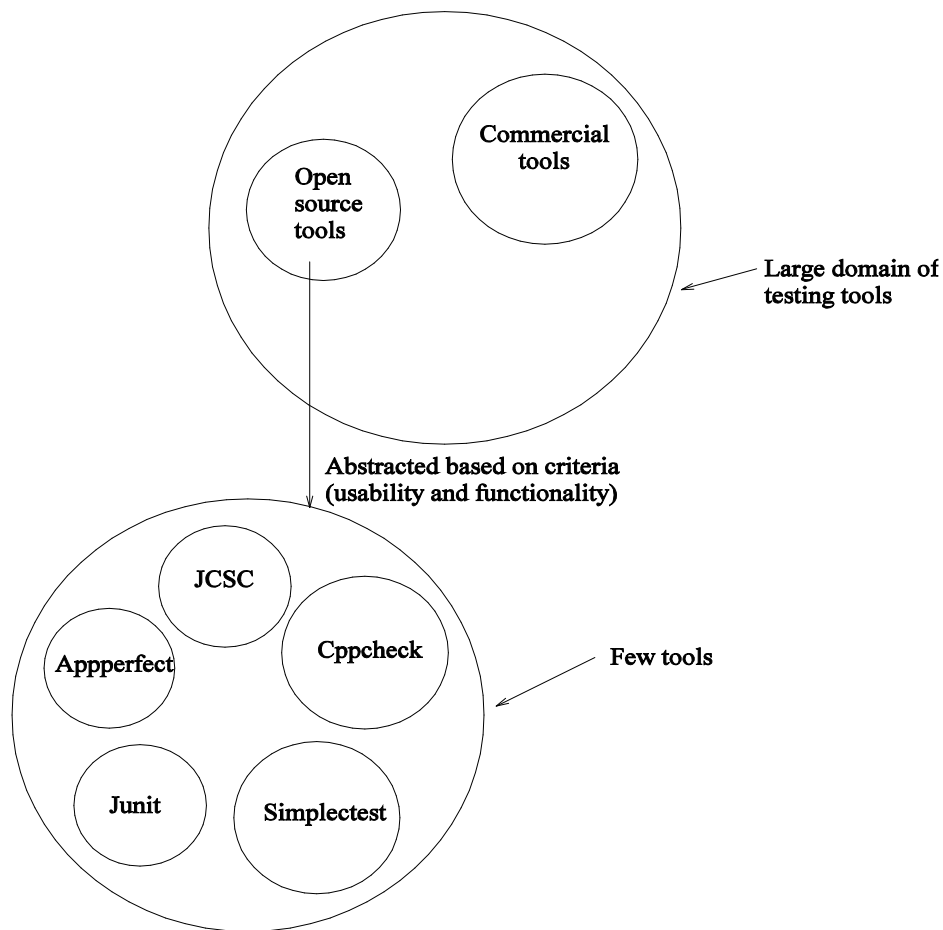 Commercial
tools
Open
source
tools
Large domain of
testing tools
Abstracted based on criteria
(usability and functionality)
JCSC
Cppcheck
Appperfect
Few tools
Junit
Simplectest